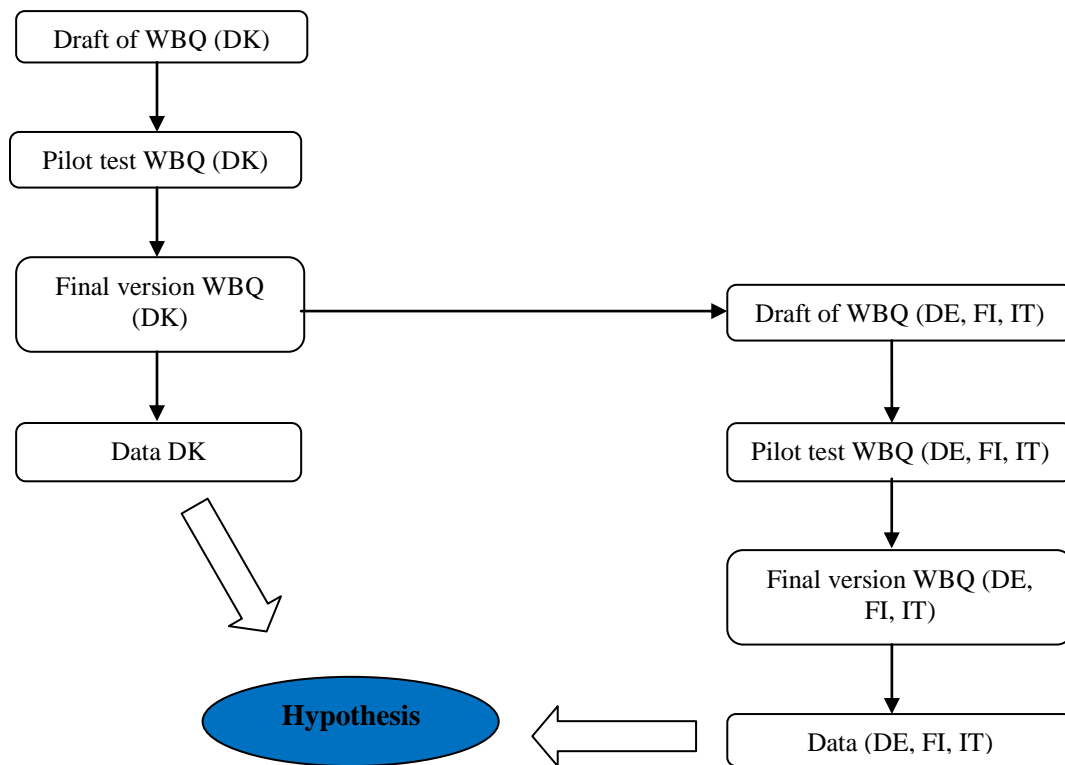 Draft of WBQ (DK)
Pilot test WBQ (DK)
Final version WBQ
(DK)
Data DK
Draft of WBQ (DE, FI, IT)
Pilot test WBQ (DE, FI, IT)
Final version WBQ (DE,
FI, IT)
Data (DE, FI, IT)
Hypothesis